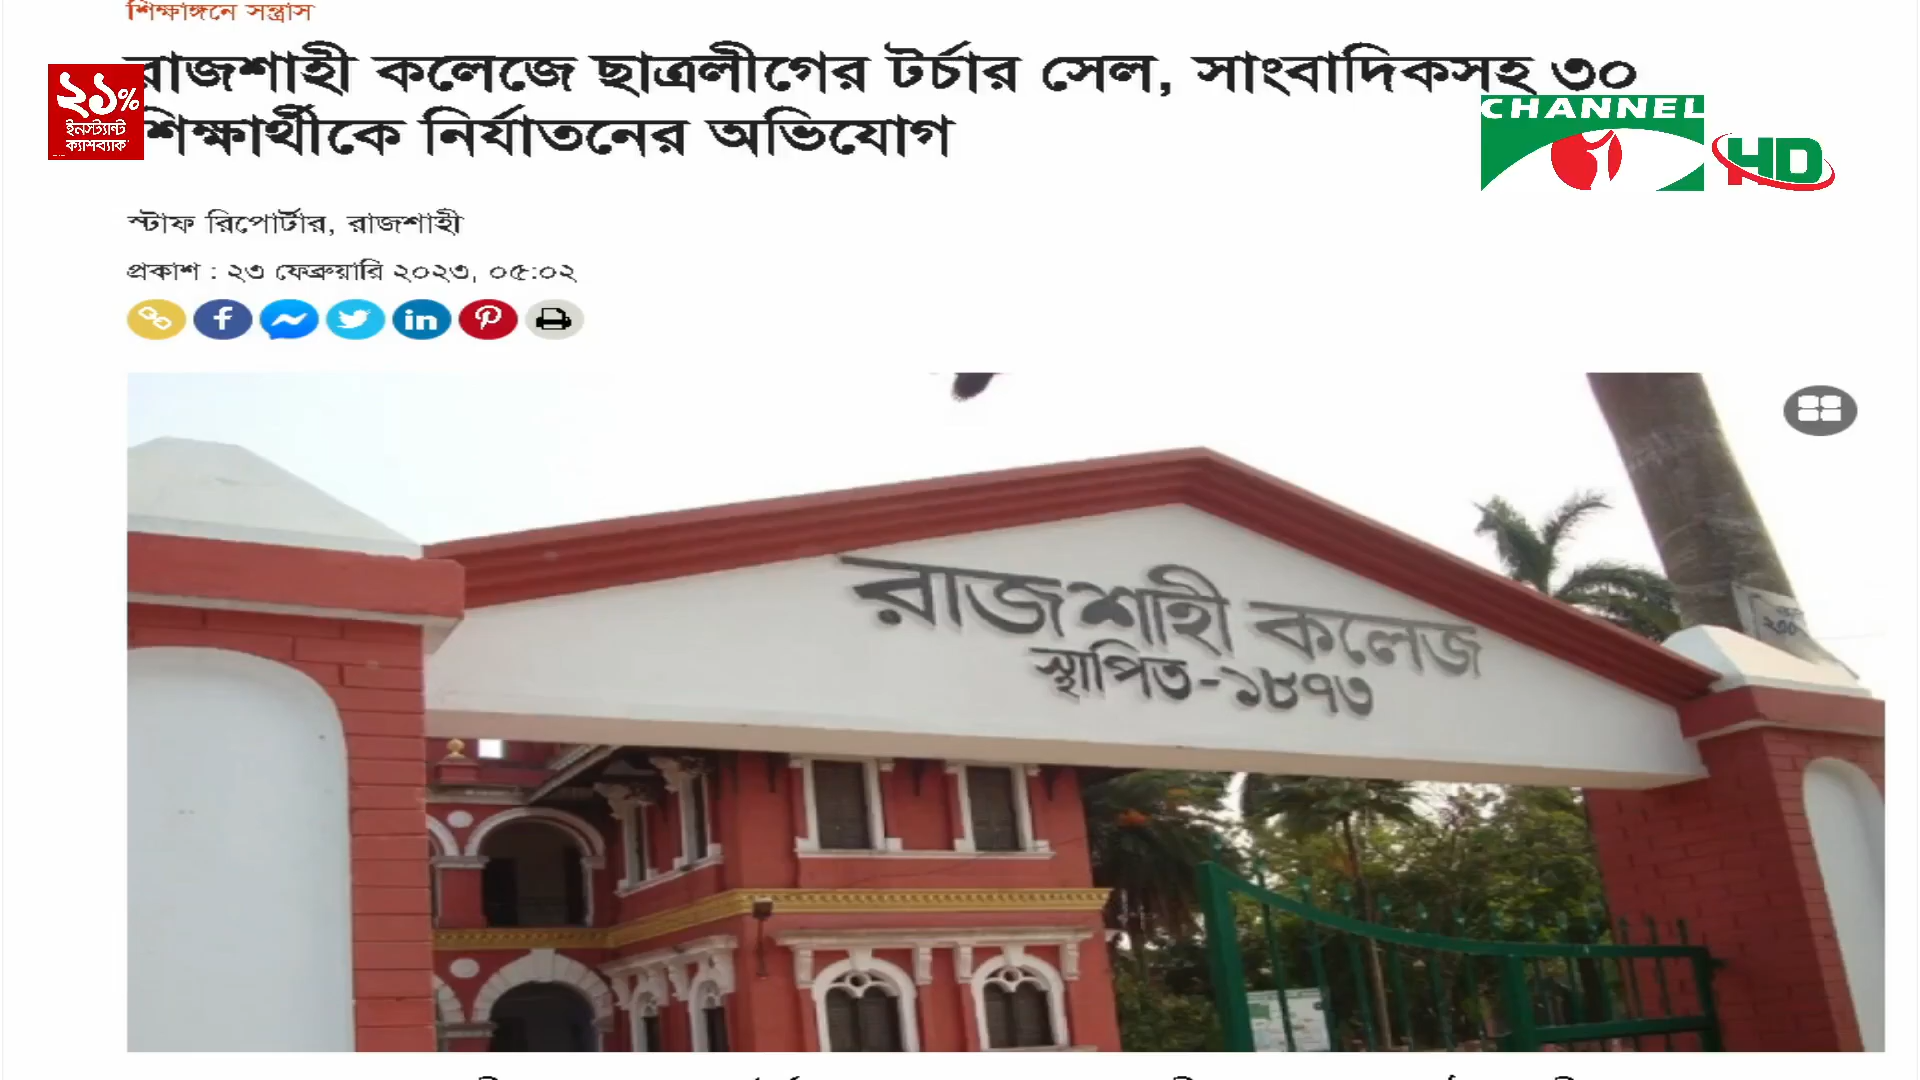 শিক্ষাঙ্গনে সন্ত্রাস
রাজশাহী কলেজে ছাত্রলীগের টর্চার সেল, সাংবাদিকসহ ৩০
শিক্ষার্থীকে নির্যাতনের অভিযোগ
২১%
ইনস্ট্যান্ট
ক্যাশব্যাক
CHANNEL
HD
স্টাফ রিপোর্টার, রাজশাহী
প্রকাশ : ২৩ ফেব্রুয়ারি ২০২৩, ০৫:০২
রাজশাহী কলেজ
স্থাপিত-১৮৭৩